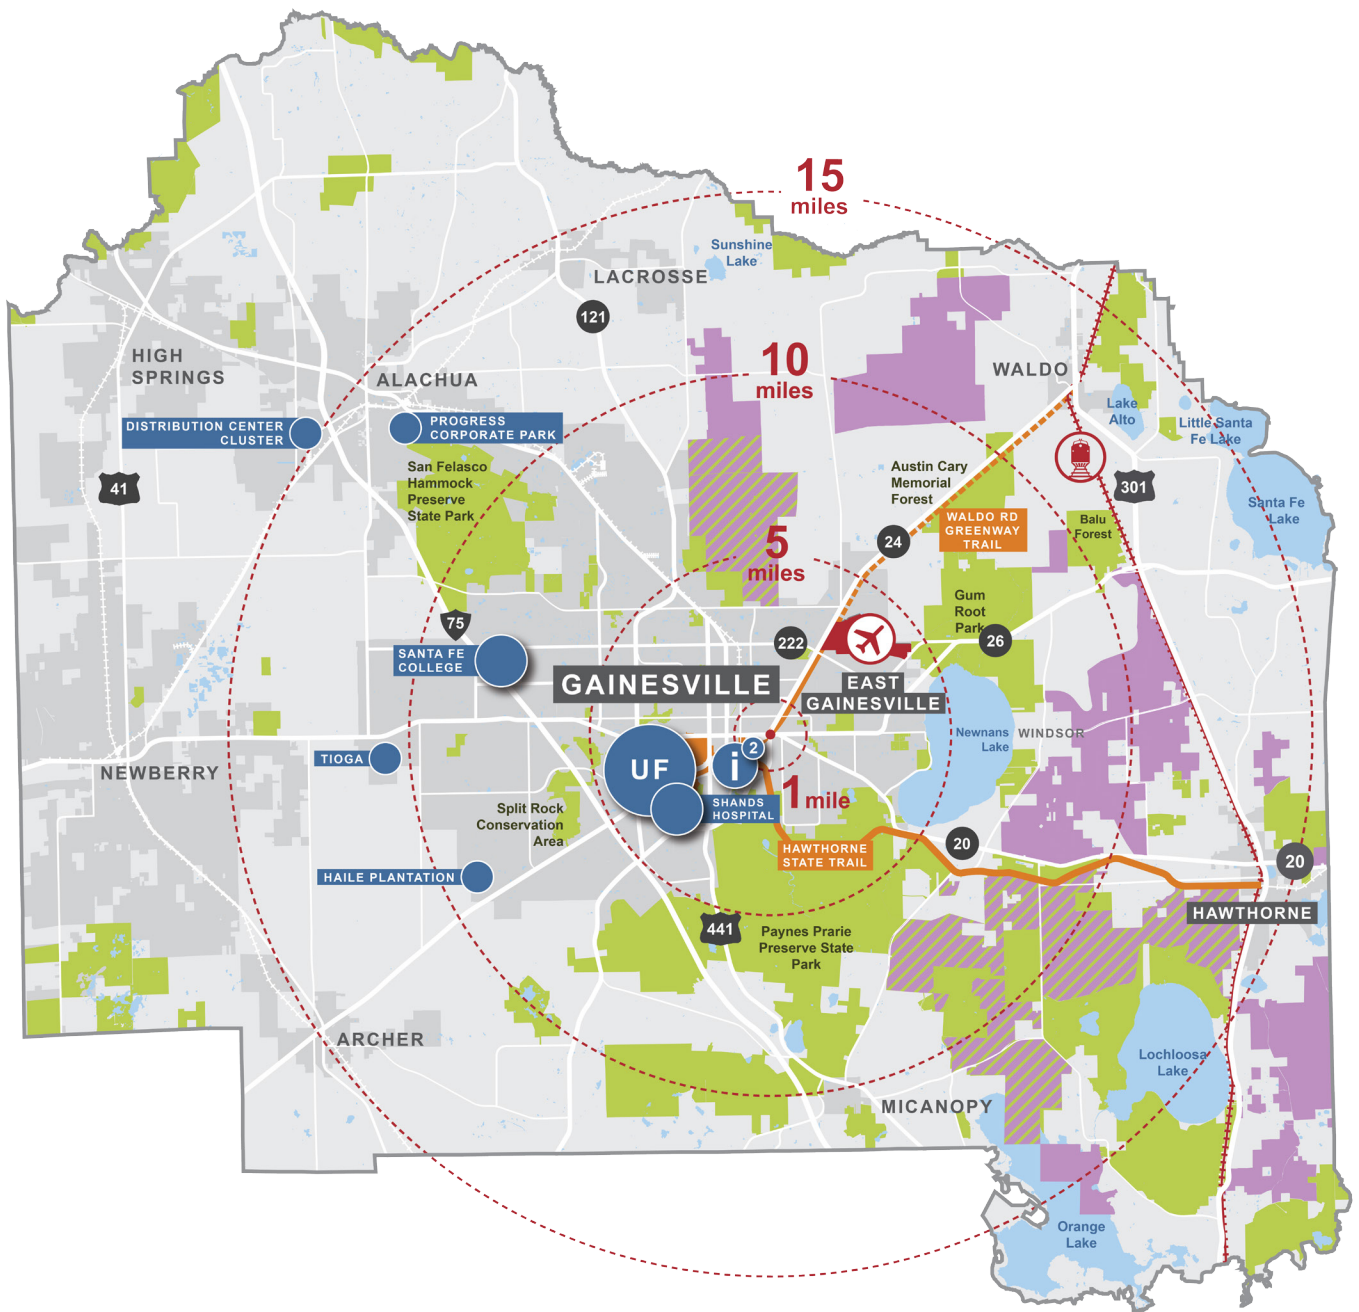 15
miles
Sunshine
Lake
LACROSSE
121
HIGH
SPRINGS
ALACHUA
10
miles
WALDO
DISTRIBUTION CENTER
CLUSTER
PROGRESS
CORPORATE PARK
Lake
Alto
Little Santa
Fe Lake
41
San Felasco
Hammock
Preserve
State Park
Austin Cary
Memorial
Forest
301
Santa Fe
Lake
WALDO RD
GREENWAY
TRAIL
Balu
Forest
24
5
miles
75
Gum
Root
Park
222
26
SANTA FE
COLLEGE
GAINESVILLE
EAST
GAINESVILLE
Newnans
Lake
WINDSOR
TIOGA
NEWBERRY
UF
i
2
1 mile
SHANDS
HOSPITAL
Split Rock
Conservation
Area
HAWTHORNE
STATE TRAIL
20
20
HAILE PLANTATION
HAWTHORNE
441
Paynes Prarie
Preserve State
Park
ARCHER
Lochloosa
Lake
MICANOPY
Orange
Lake